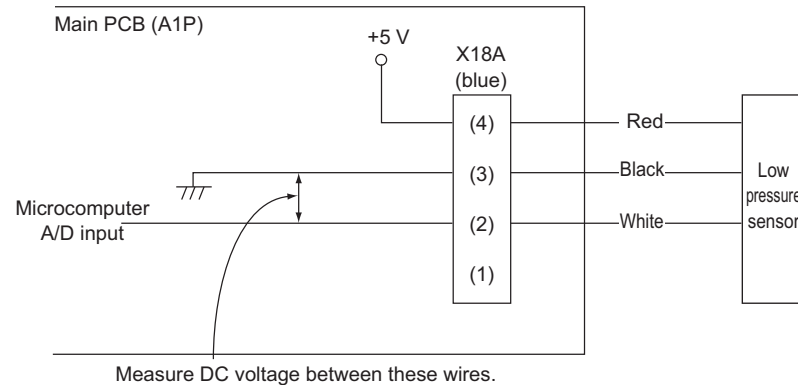 Main PCB (A1P)
+5 V
X18A
(blue)
(4)
Red
(3)
Black
Low
pressure
sensor
Microcomputer
A/D input
(2)
White
(1)
Measure DC voltage between these wires.